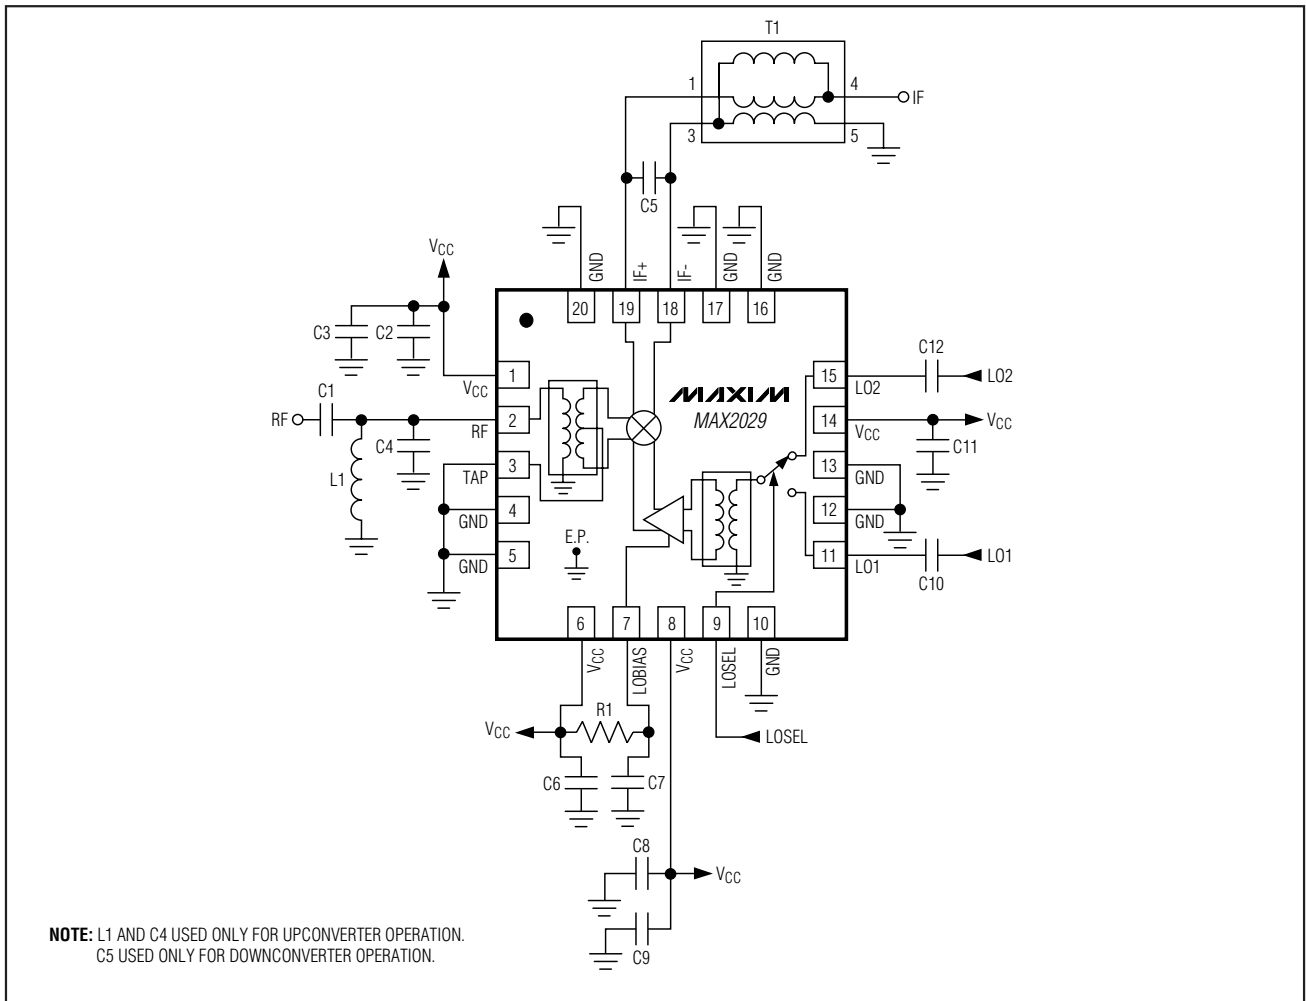 T1
1
4
IF
3
5
C5
VCC
GND
IF+
IF-
GND
GND
20
19
18
17
16
C3
C2
C12
1
15
LO2
VCC
LO2
MAXIM
MAX2029
C1
RF
2
14
VCC
RF
VCC
C4
C11
L1
3
13
TAP
GND
4
12
GND
GND
E.P.
5
11
GND
LO1
LO1
C10
6
7
8
9
10
VCC
LOBIAS
VCC
LOSEL
GND
R1
VCC
LOSEL
C6
C7
C8
VCC
C9
NOTE: L1 AND C4 USED ONLY FOR UPCONVERTER OPERATION.
C5 USED ONLY FOR DOWNCONVERTER OPERATION.